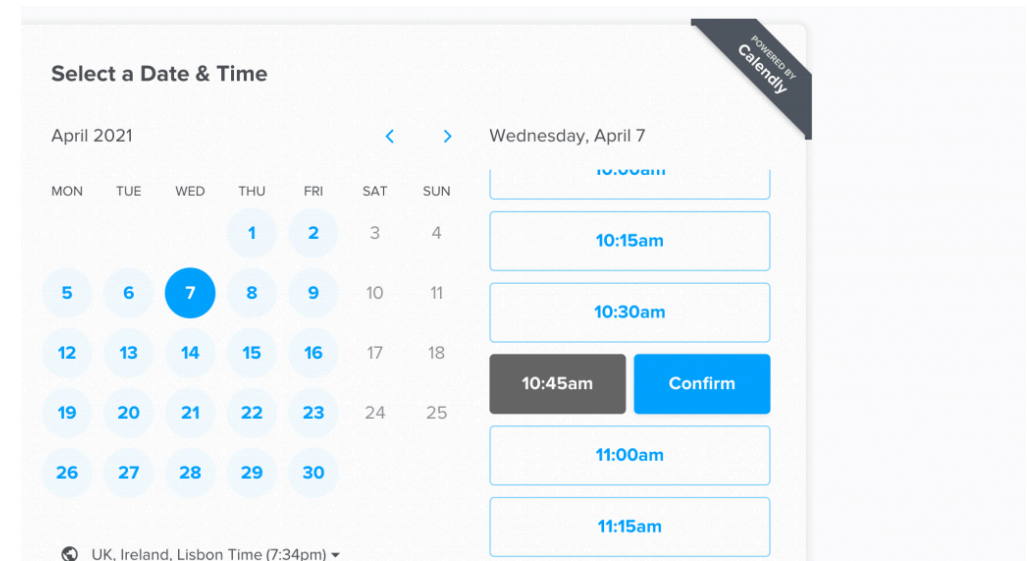 POWERED BY
Calendly
Select a Date & Time
April 2021
< >
MON TUE WED THU FRI SAT SUN
1 2 3 4
5 6 7 8 9 10 11
12 13 14 15 16 17 18
19 20 21 22 23 24 25
26 27 28 29 30
UK, Ireland, Lisbon Time (7:34pm)
Wednesday, April 7
10:00am
10:15am
10:30am
10:45am Confirm
11:00am
11:15am